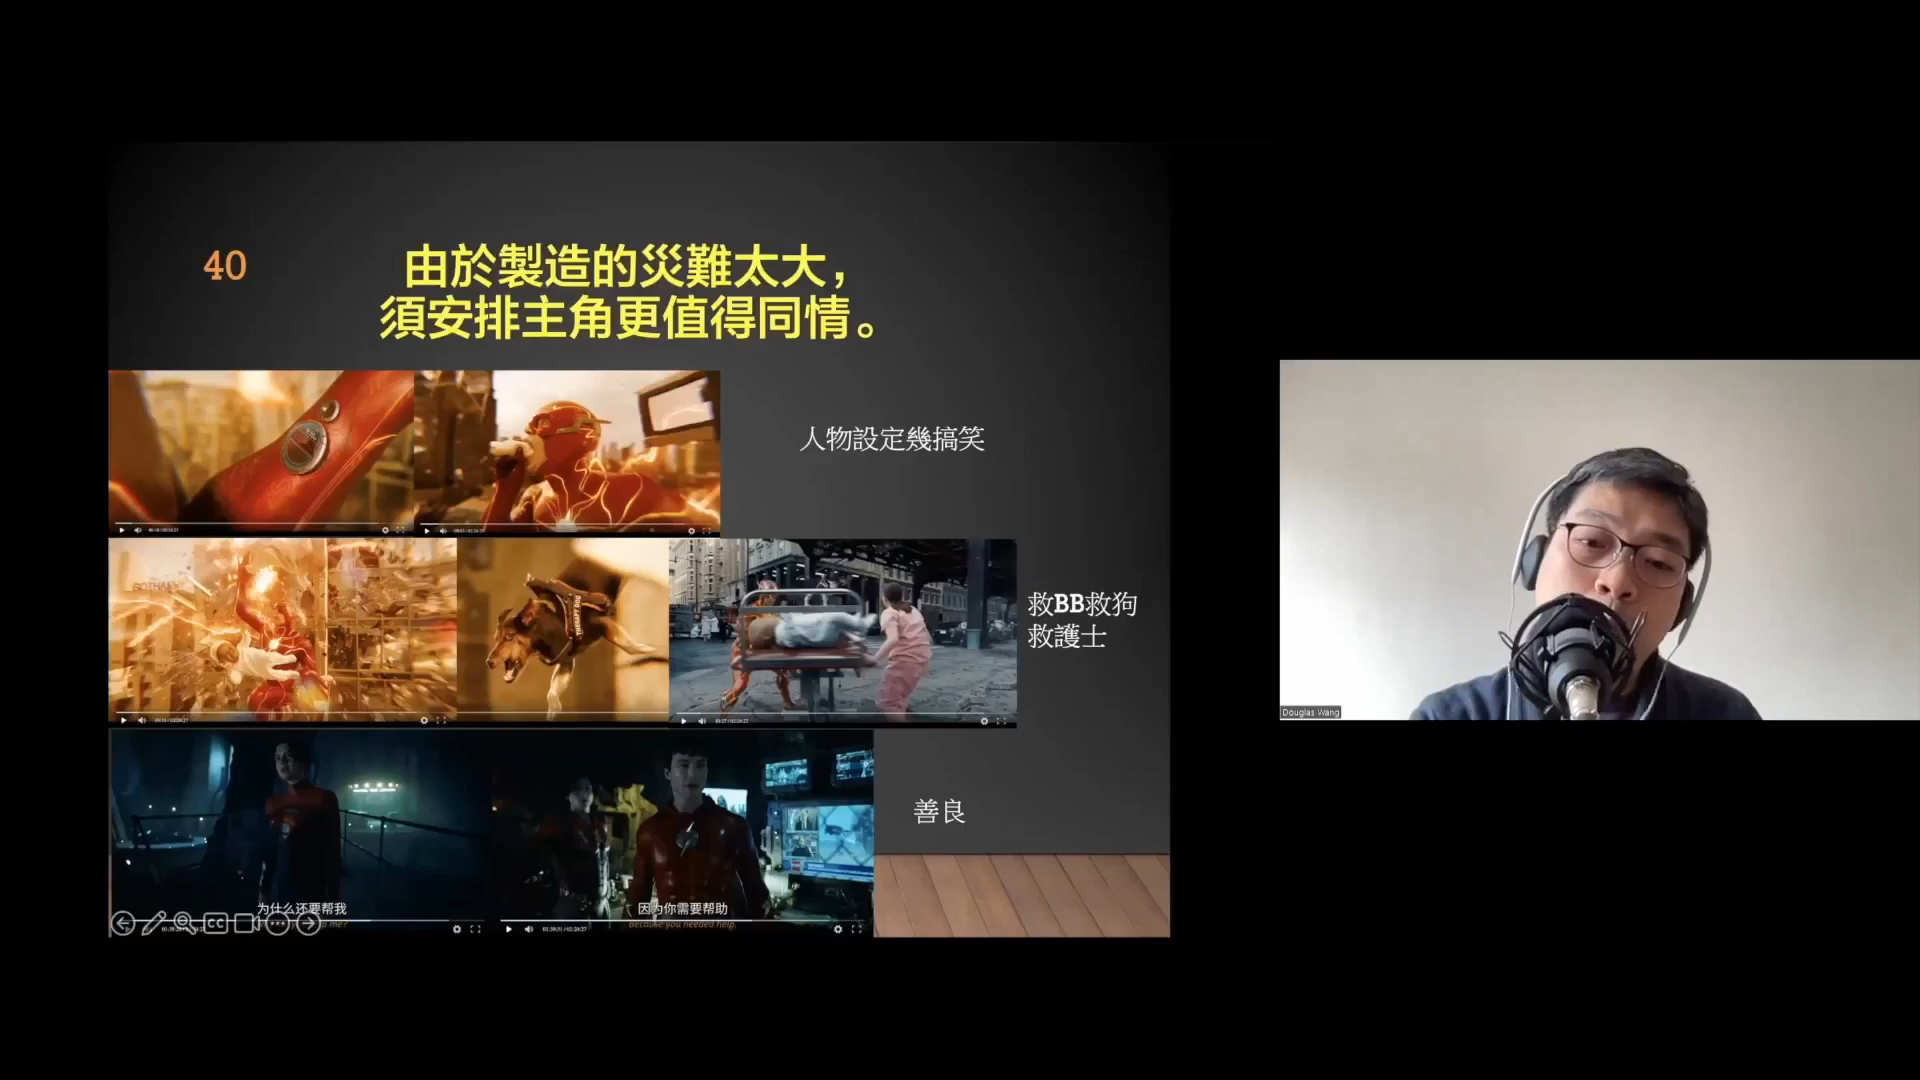 40
由於製造的災難太大，
須安排主角更值得同情。
人物設定幾搞笑
GOTHAM
救BB救狗
救護士
善良
为什么还要帮我
me?
因为你需要帮助
Because you needed help.
CC
Douglas Wang